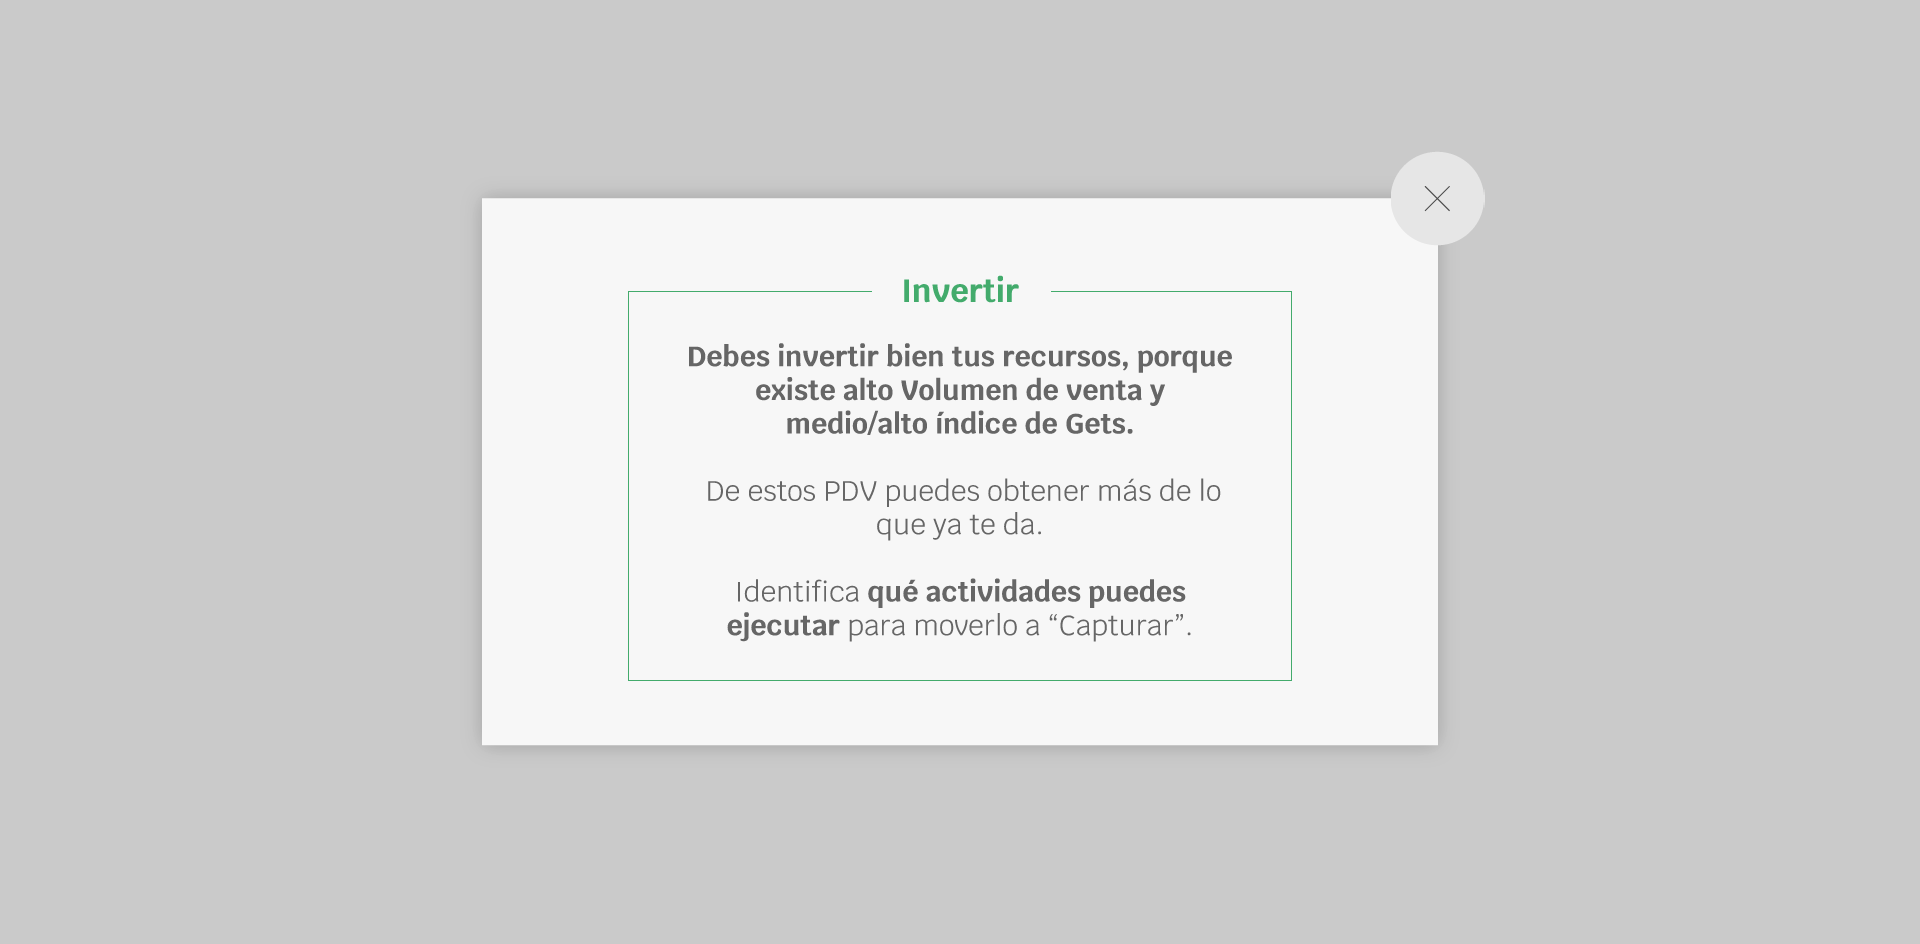 Invertir
Debes invertir bien tus recursos, porque
existe alto Volumen de venta y
medio/alto índice de Gets.
De estos PDV puedes obtener más de lo
que ya te da.
Identifica qué actividades puedes
ejecutar para moverlo a “Capturar”.